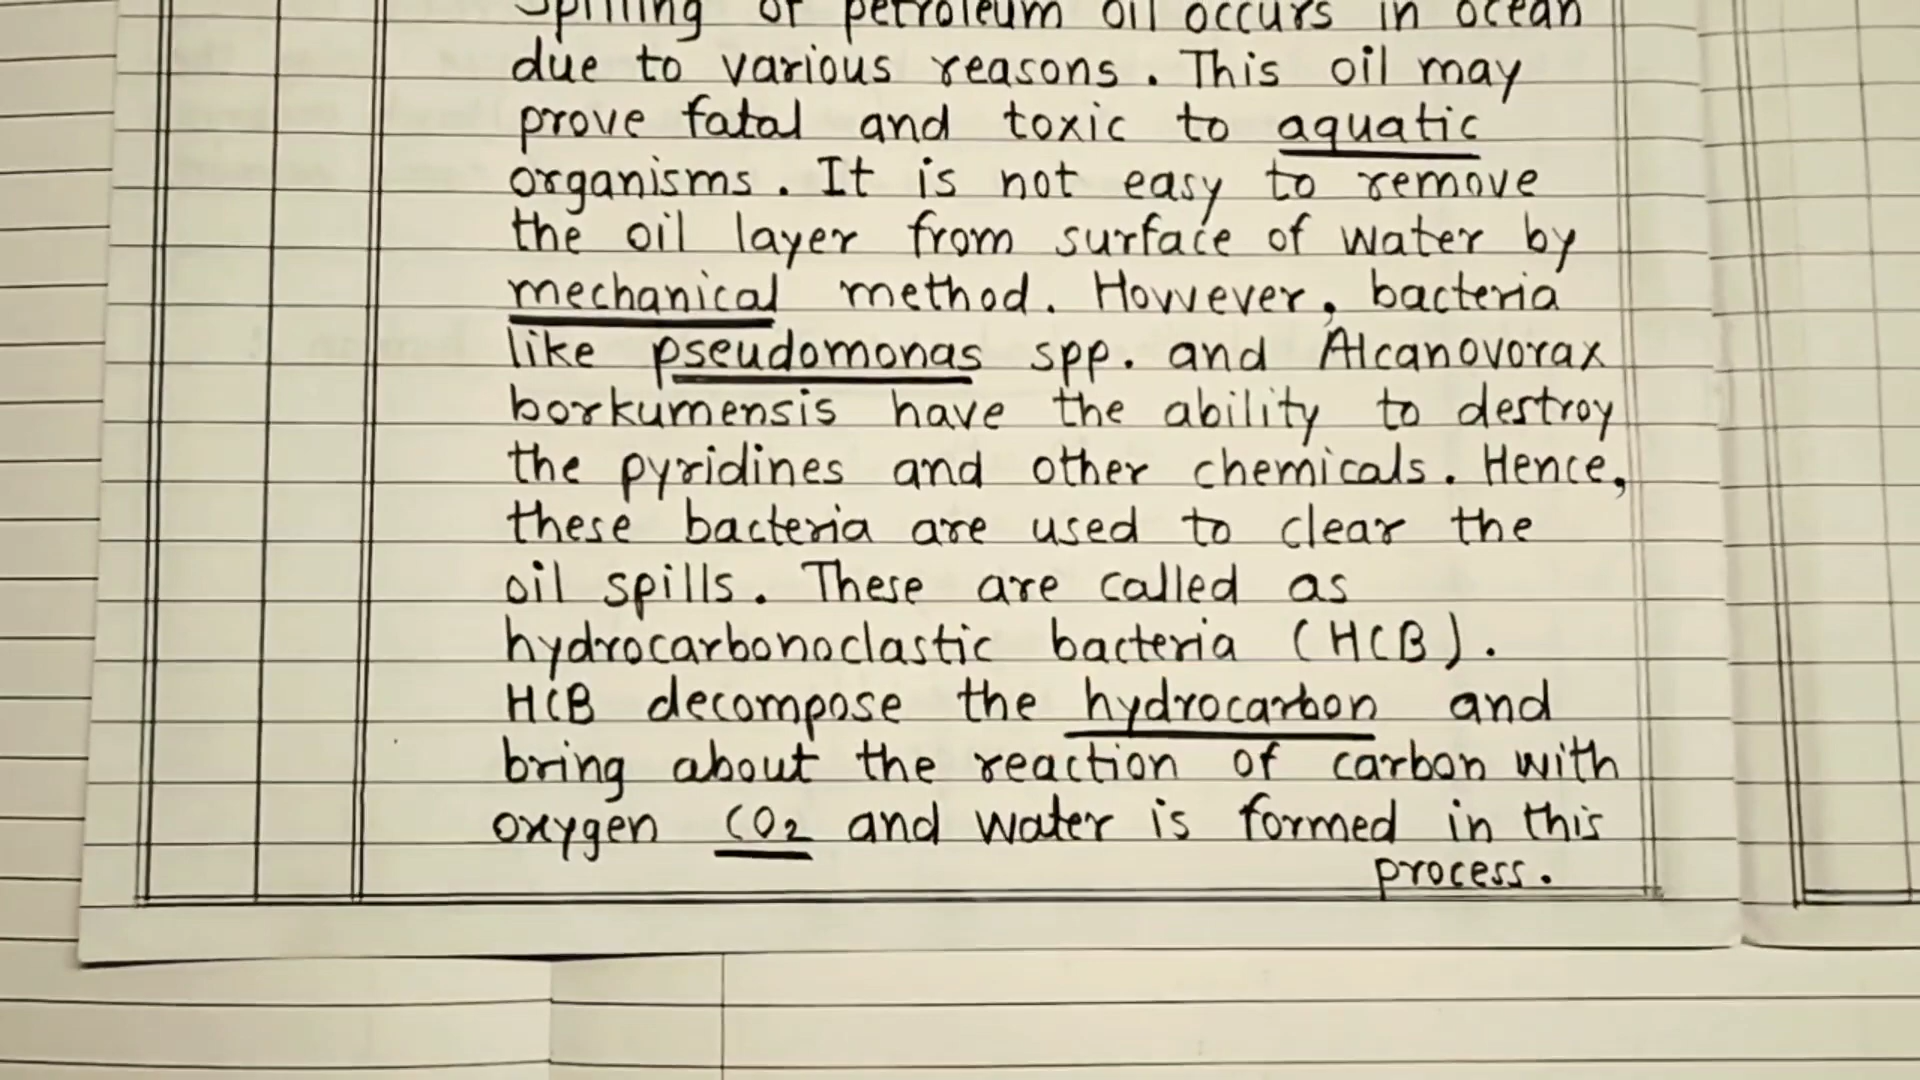 Spilling of petroleum oil occurs in ocean
due to various reasons. This oil may
prove fatal and toxic to aquatic
organisms. It is not easy to remove
the oil layer from surface of water by
mechanical method. However, bacteria
like pseudomonas spp. and Alcanovorax
borkumensis have the ability to destroy
the pyridines and other chemicals. Hence,
these bacteria are used to clear the
oil spills. These are called as
hydrocarbonoclastic bacteria (HCB).
HCB decompose the hydrocarbon and
bring about the reaction of carbon with
oxygen CO2 and water is formed in this
process.